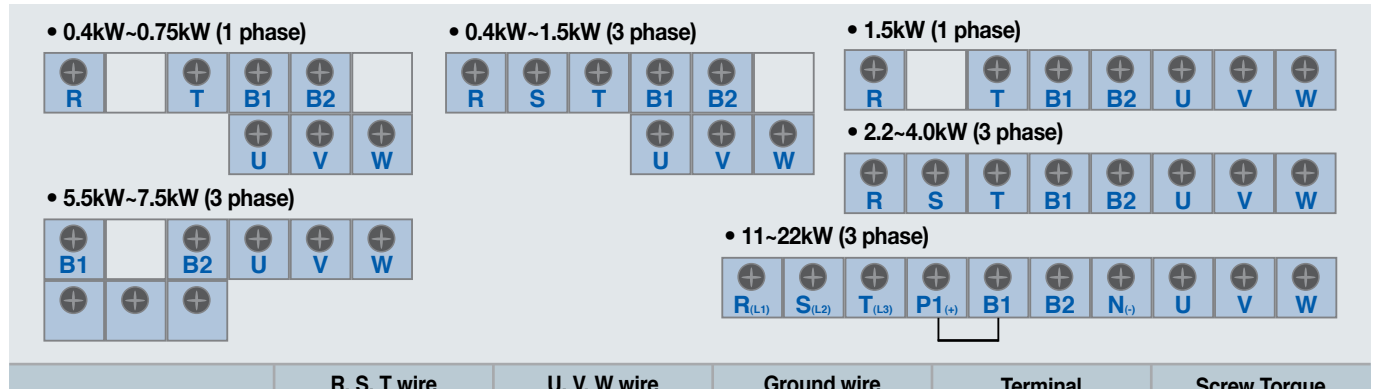 • 0.4kW~0.75kW (1 phase)
R T B1 B2
U V W
• 5.5kW~7.5kW (3 phase)
B1 B2 U V W
• 0.4kW~1.5kW (3 phase)
R S T B1 B2
U V W
• 1.5kW (1 phase)
R T B1 B2 U V W
• 2.2~4.0kW (3 phase)
R S T B1 B2 U V W
• 11~22kW (3 phase)
R(L1) S(L2) T(L3) P1(+) B1 B2 N(-) U V W
R, S, T wire U, V, W wire Ground wire Terminal Screw Torque